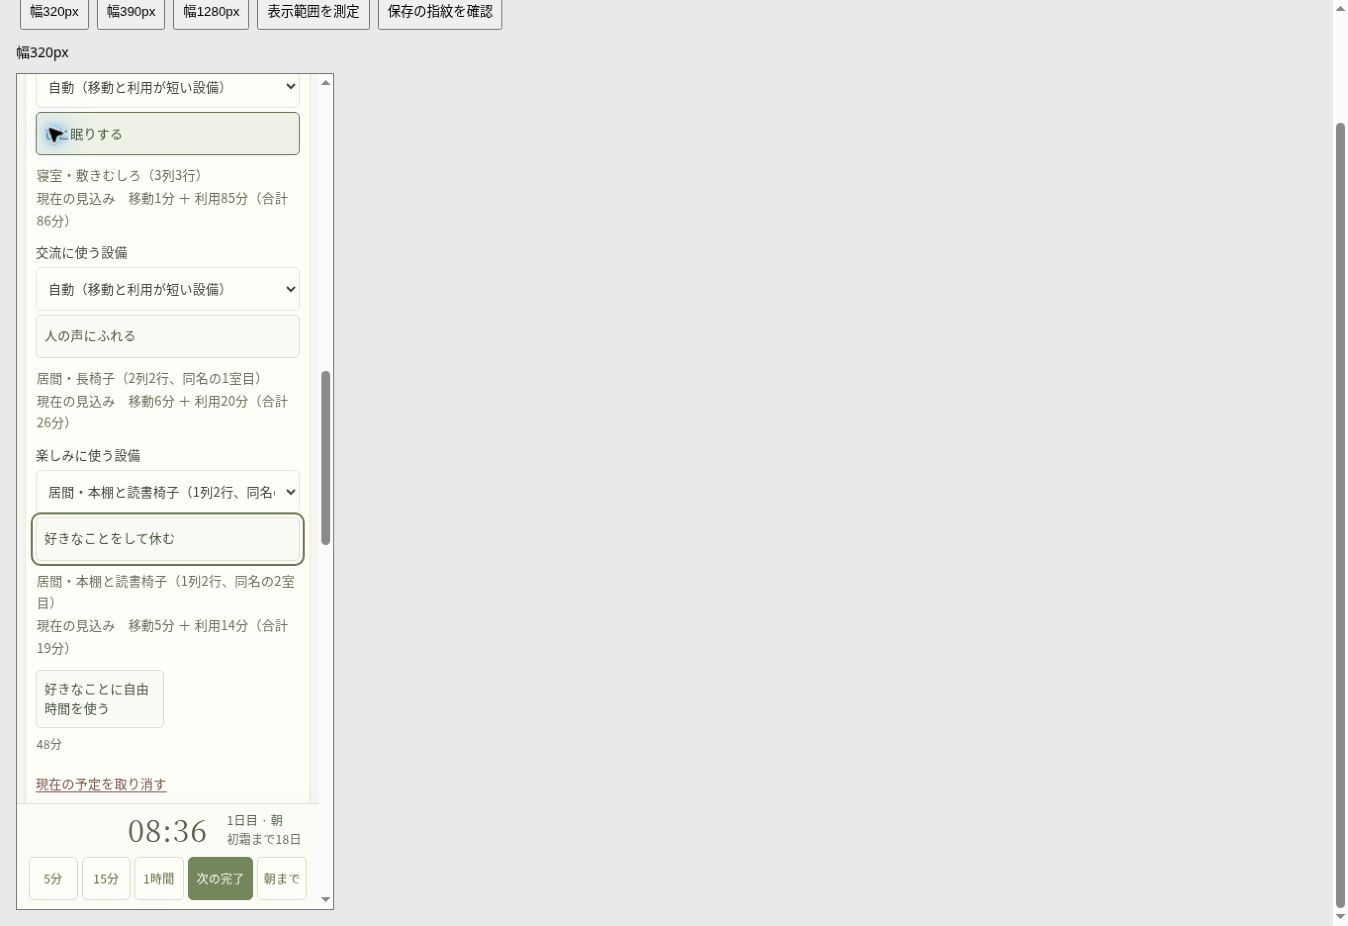 幅320px
幅390px
幅1280px
表示範囲を測定
保存の指紋を確認
幅320px
自動（移動と利用が短い設備）
眠りする
寝室・敷きむしろ（3列3行）
現在の見込み　移動1分 ＋ 利用85分（合計
86分）
交流に使う設備
自動（移動と利用が短い設備）
人の声にふれる
居間・長椅子（2列2行、同名の1室目）
現在の見込み　移動6分 ＋ 利用20分（合計
26分）
楽しみに使う設備
居間・本棚と読書椅子（1列2行、同名
好きなことをして休む
居間・本棚と読書椅子（1列2行、同名の2室
目）
現在の見込み　移動5分 ＋ 利用14分（合計
19分）
好きなことに自由
時間を使う
48分
現在の予定を取り消す
08:36
1日目 · 朝
初霜まで18日
5分
15分
1時間
次の完了
朝まで